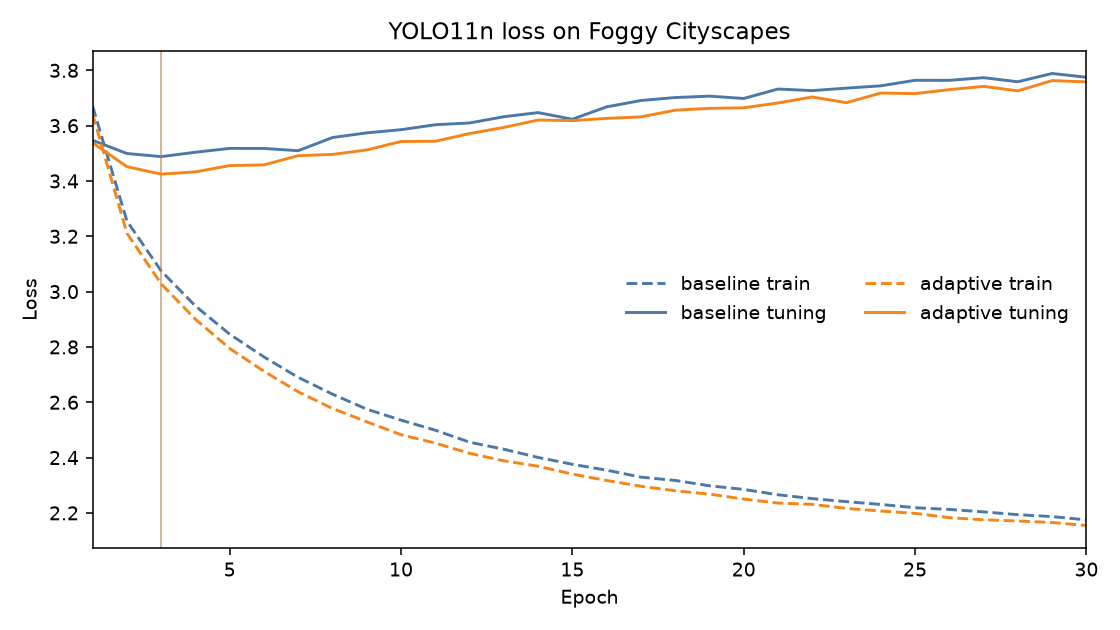 YOLO11n loss on Foggy Cityscapes
3.8
3.6
3.4
3.2
3.0
2.8
2.6
2.4
2.2
Loss
baseline train
baseline tuning
adaptive train
adaptive tuning
5 10 15 20 25 30
Epoch